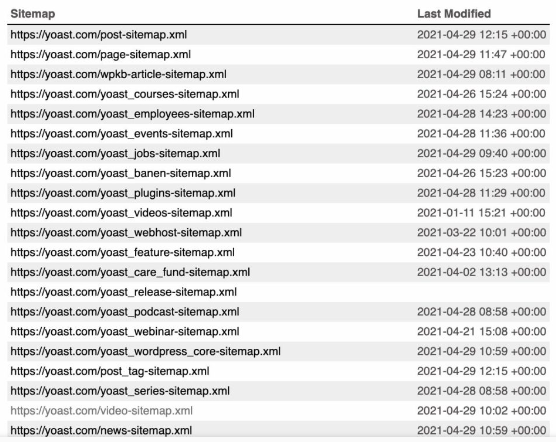 Sitemap Last Modified
https://yoast.com/post-sitemap.xml 2021-04-29 12:15 +00:00
https://yoast.com/page-sitemap.xml 2021-04-29 11:47 +00:00
https://yoast.com/wpkb-article-sitemap.xml 2021-04-29 08:11 +00:00
https://yoast.com/yoast_courses-sitemap.xml 2021-04-26 15:24 +00:00
https://yoast.com/yoast_employees-sitemap.xml 2021-04-28 14:23 +00:00
https://yoast.com/yoast_events-sitemap.xml 2021-04-28 11:36 +00:00
https://yoast.com/yoast_jobs-sitemap.xml 2021-04-29 09:40 +00:00
https://yoast.com/yoast_banen-sitemap.xml 2021-04-26 15:23 +00:00
https://yoast.com/yoast_plugins-sitemap.xml 2021-04-28 11:29 +00:00
https://yoast.com/yoast_videos-sitemap.xml 2021-01-11 15:21 +00:00
https://yoast.com/yoast_webhost-sitemap.xml 2021-03-22 10:01 +00:00
https://yoast.com/yoast_feature-sitemap.xml 2021-04-23 10:40 +00:00
https://yoast.com/yoast_care_fund-sitemap.xml 2021-04-02 13:13 +00:00
https://yoast.com/yoast_release-sitemap.xml
https://yoast.com/yoast_podcast-sitemap.xml 2021-04-28 08:58 +00:00
https://yoast.com/yoast_webinar-sitemap.xml 2021-04-21 15:08 +00:00
https://yoast.com/yoast_wordpress_core-sitemap.xml 2021-04-29 10:59 +00:00
https://yoast.com/post_tag-sitemap.xml 2021-04-29 12:15 +00:00
https://yoast.com/yoast_series-sitemap.xml 2021-04-28 08:58 +00:00
https://yoast.com/video-sitemap.xml 2021-04-29 10:02 +00:00
https://yoast.com/news-sitemap.xml 2021-04-29 10:59 +00:00